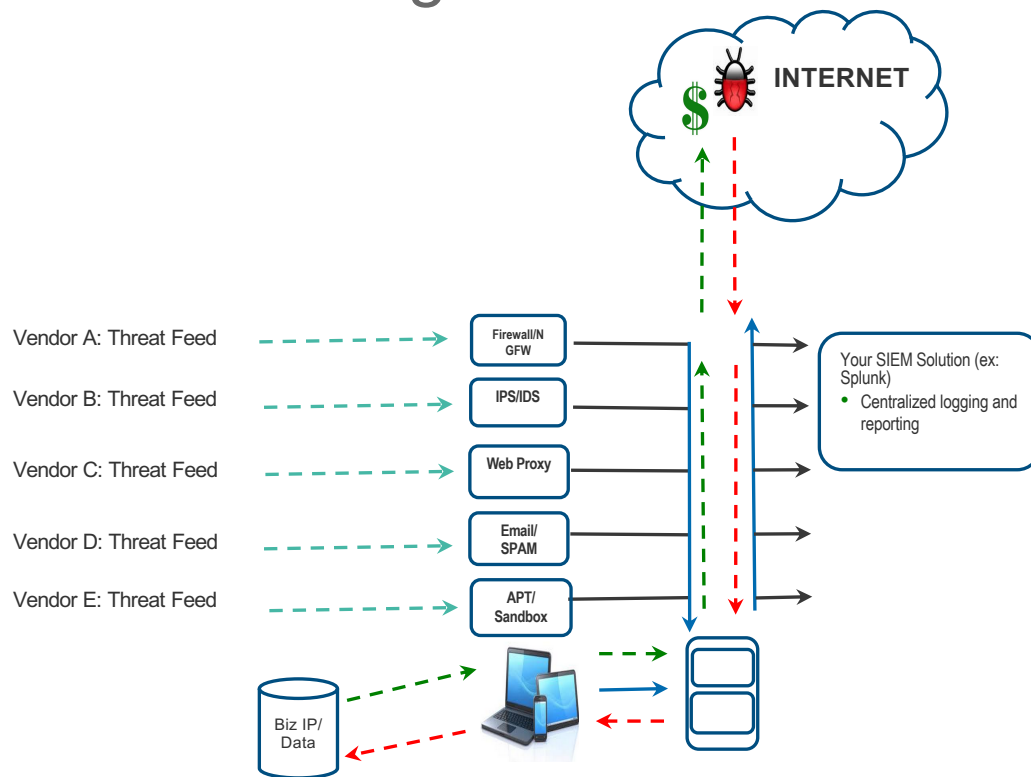 INTERNET
$
Vendor A: Threat Feed
Firewall/N
GFW
Your SIEM Solution (ex:
Splunk)
• Centralized logging and
reporting
Vendor B: Threat Feed
IPS/IDS
Vendor C: Threat Feed
Web Proxy
Vendor D: Threat Feed
Email/
SPAM
Vendor E: Threat Feed
APT/
Sandbox
Biz IP/
Data